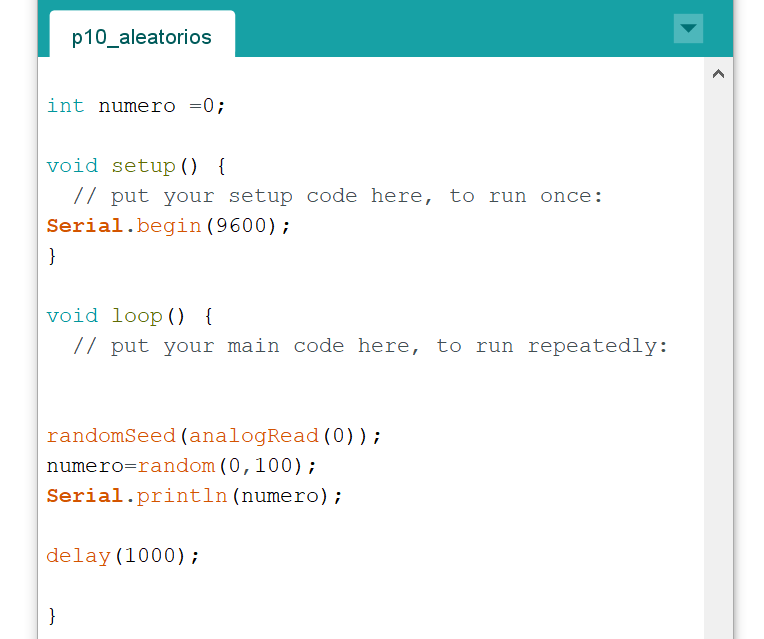 p10_aleatorios
int numero =0;
void setup() {
// put your setup code here, to run once:
Serial.begin(9600);
}
void loop() {
// put your main code here, to run repeatedly:
randomSeed(analogRead(0));
numero=random(0,100);
Serial.println(numero);
delay(1000);
}